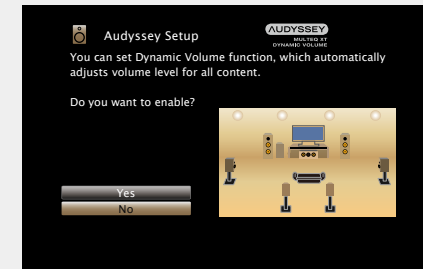 Audyssey Setup
AUDYSSEY
MULTEQ XT
DYNAMIC VOLUME
You can set Dynamic Volume function, which automatically
adjusts volume level for all content.
Do you want to enable?
Yes
No